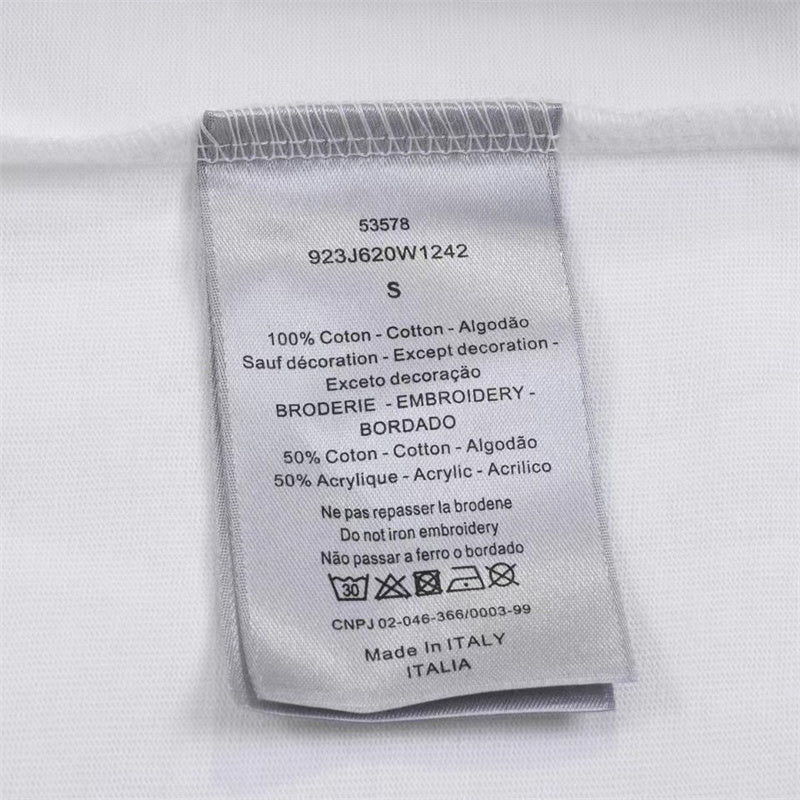 53578
923J620W1242
S
100% Coton - Cotton - Algodão
Sauf décoration - Except decoration -
Exceto decoração
BRODERIE - EMBROIDERY -
BORDADO
50% Coton - Cotton - Algodão
50% Acrylique - Acrylic - Acrilico
Ne pas repasser la brodene
Do not iron embroidery
Não passar a ferro o bordado
30
CNPJ 02-046-366/0003-99
Made In ITALY
ITALIA